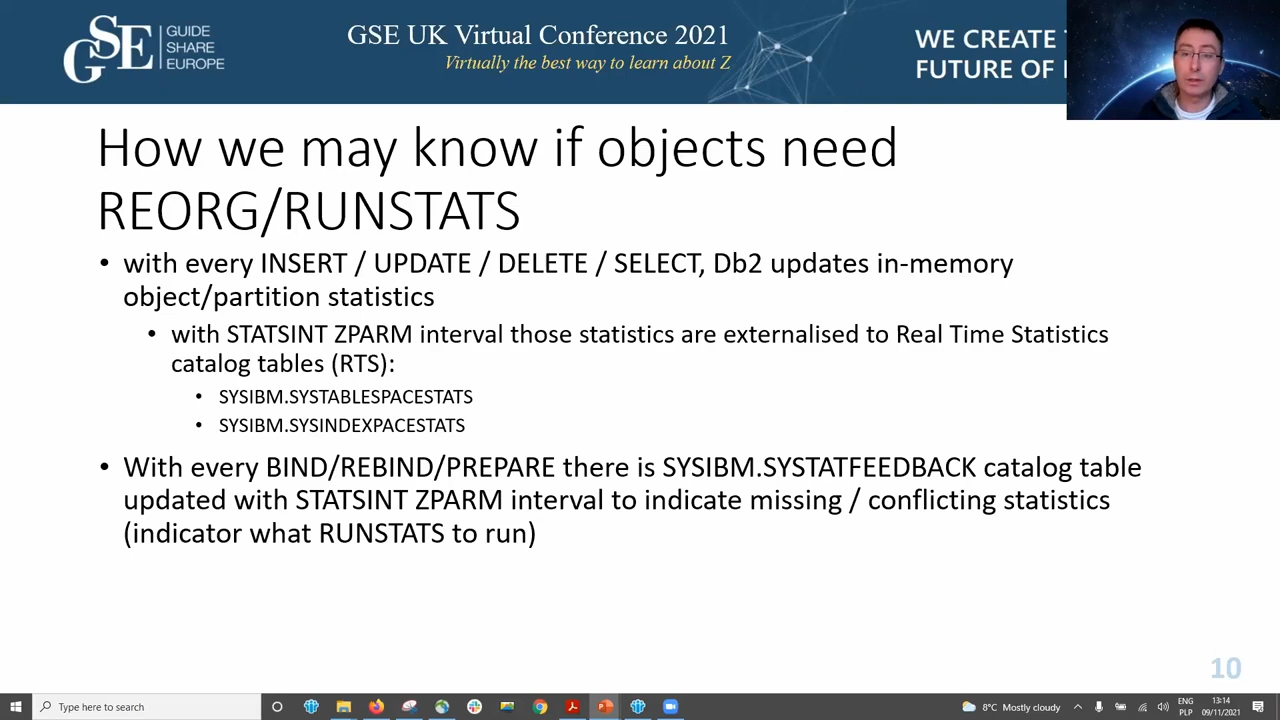 GSE
GUIDE
SHARE
EUROPE
GSE UK Virtual Conference 2021
Virtually the best way to learn about Z
WE CREATE
FUTURE OF
How we may know if objects need
REORG/RUNSTATS
• with every INSERT / UPDATE / DELETE / SELECT, Db2 updates in-memory
object/partition statistics
• with STATSINT ZPARM interval those statistics are externalised to Real Time Statistics
catalog tables (RTS):
• SYSIBM.SYSTABLESPACESTATS
• SYSIBM.SYSINDEXPACESTATS
• With every BIND/REBIND/PREPARE there is SYSIBM.SYSTATFEEDBACK catalog table
updated with STATSINT ZPARM interval to indicate missing / conflicting statistics
(indicator what RUNSTATS to run)
10
Type here to search
8°C Mostly cloudy
ENG
PLP
13:14
09/11/2021